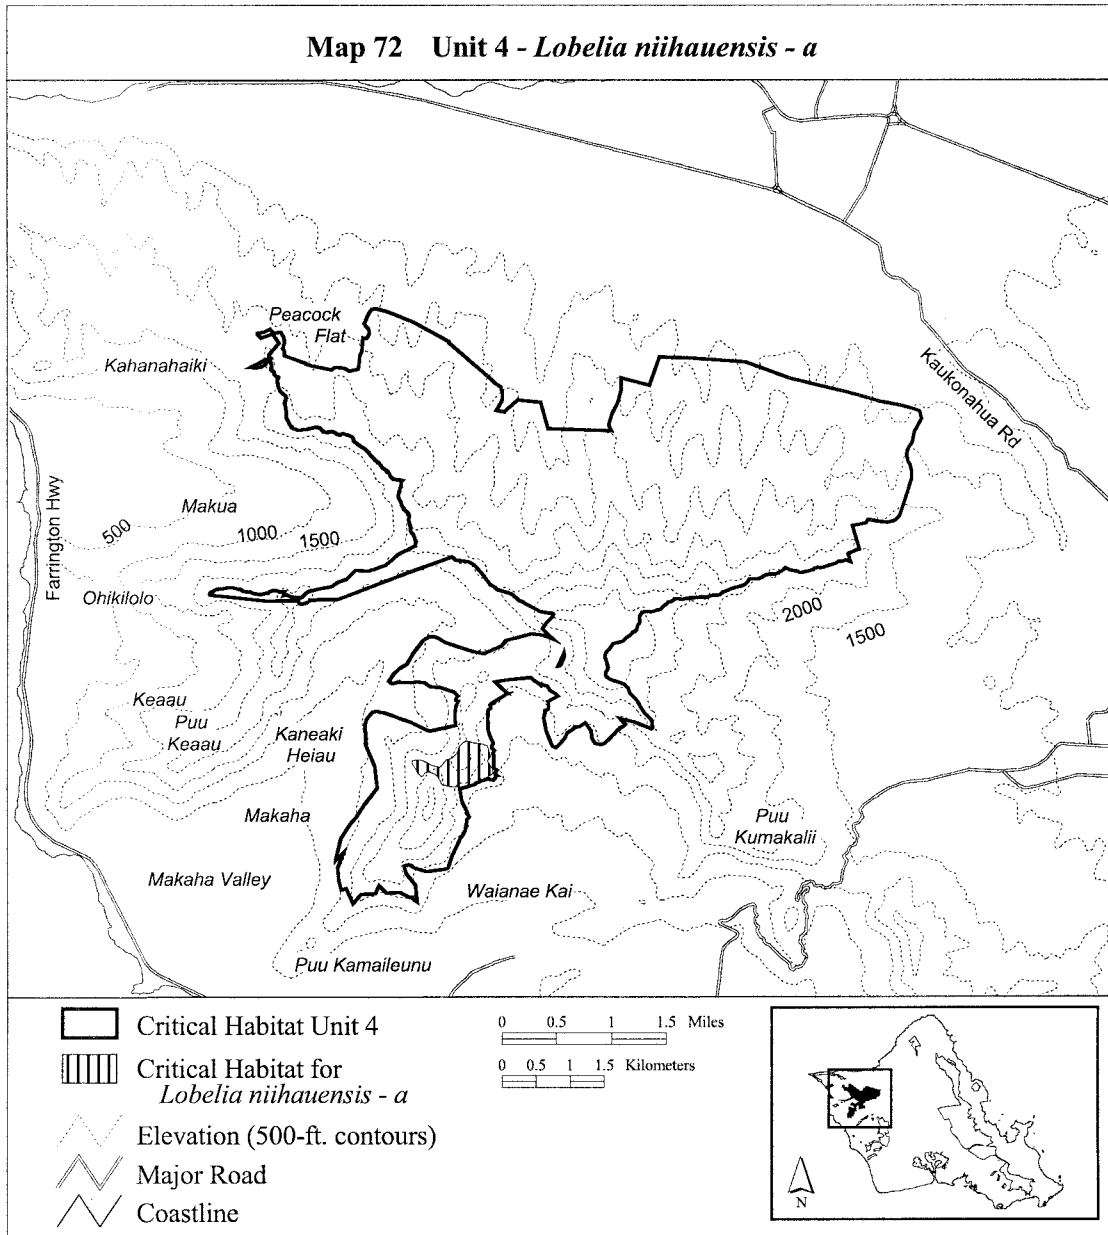 Map 72 Unit 4 - Lobelia niihauensis - a
Peacock
Flat
Kahanahaiki
Kaukonahua Rd
Farrington Hwy
Makua
500
1000
1500
Ohikilolo
2000
1500
Keaau
Puu
Keaau
Kaneaki
Heiau
Makaha
Puu
Kumakalii
Makaha Valley
Waianae Kai
Puu Kamaileunu
Critical Habitat Unit 4
Critical Habitat for
Lobelia niihauensis - a
Elevation (500-ft. contours)
Major Road
Coastline
0 0.5 1 1.5 Miles
0 0.5 1 1.5 Kilometers
N